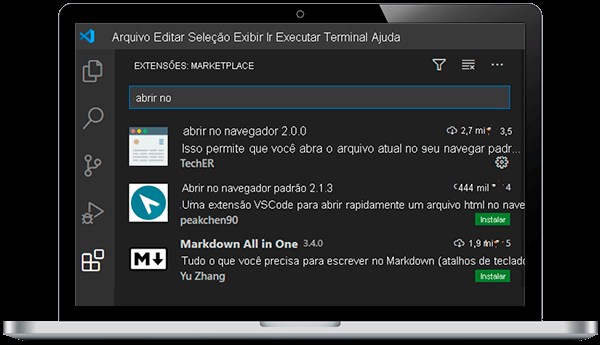 Arquivo Editar Seleção Exibir Ir Executar Terminal Ajuda
EXTENSÕES: MARKETPLACE
abrir no
abrir no navegador 2.0.0 2,7 mi 3,5
Isso permite que você abra o arquivo atual no seu navegar padr...
TechER
Abrir no navegador padrão 2.1.3 444 mil 4
Uma extensão VSCode para abrir rapidamente um arquivo html no nave
peakchen90 Instalar
Markdown All in One 3.4.0 1,9 mi 5
Tudo o que você precisa para escrever no Markdown (atalhos de teclado
Yu Zhang Instalar